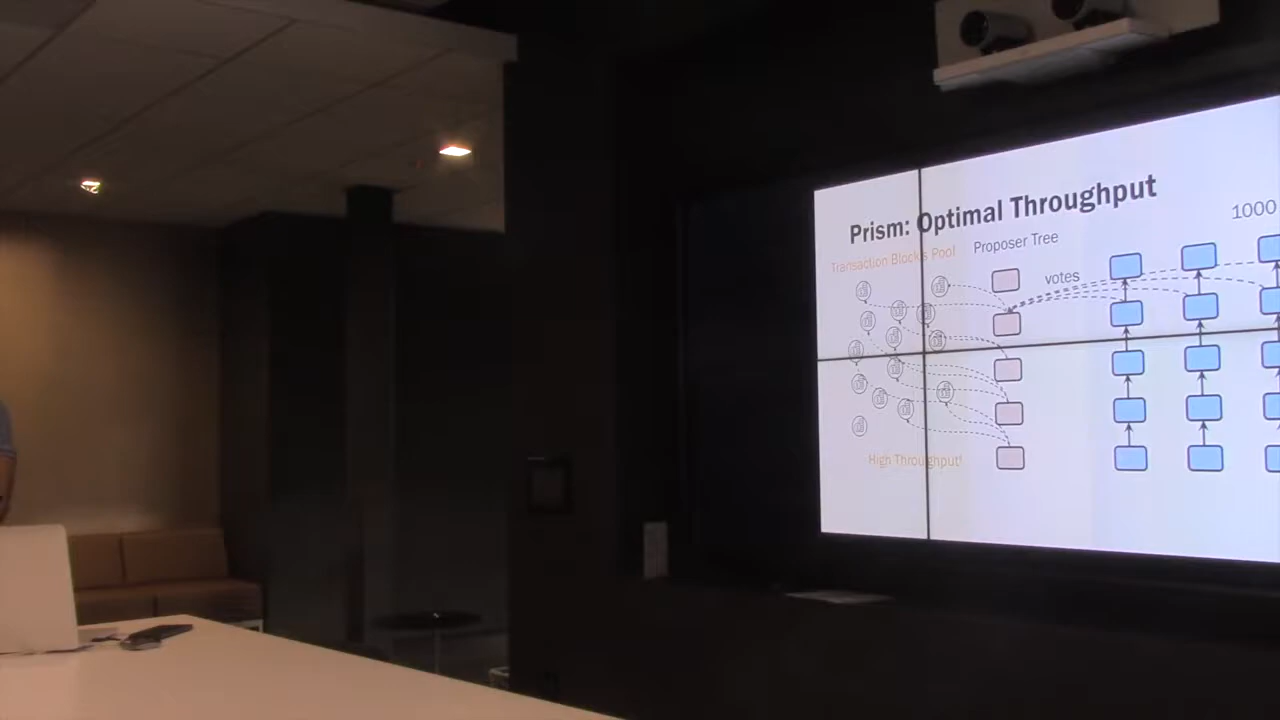 Prism: Optimal Throughput
1000
Transaction Blocks Pool
Proposer Tree
votes
High Throughput!